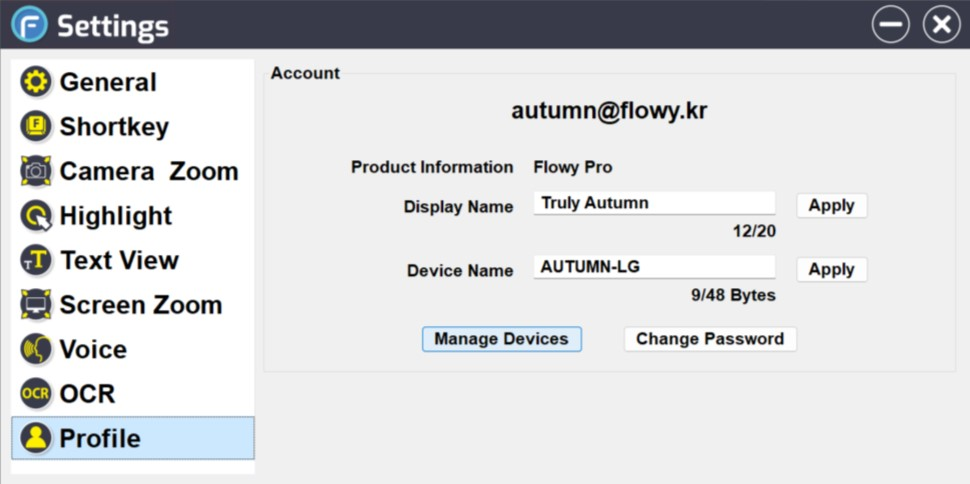 F Settings
General
F Shortkey
Camera Zoom
Highlight
TT Text View
Screen Zoom
Voice
OCR OCR
Profile
Account
autumn@flowy.kr
Product Information Flowy Pro
Display Name Truly Autumn Apply
12/20
Device Name AUTUMN-LG Apply
9/48 Bytes
Manage Devices Change Password